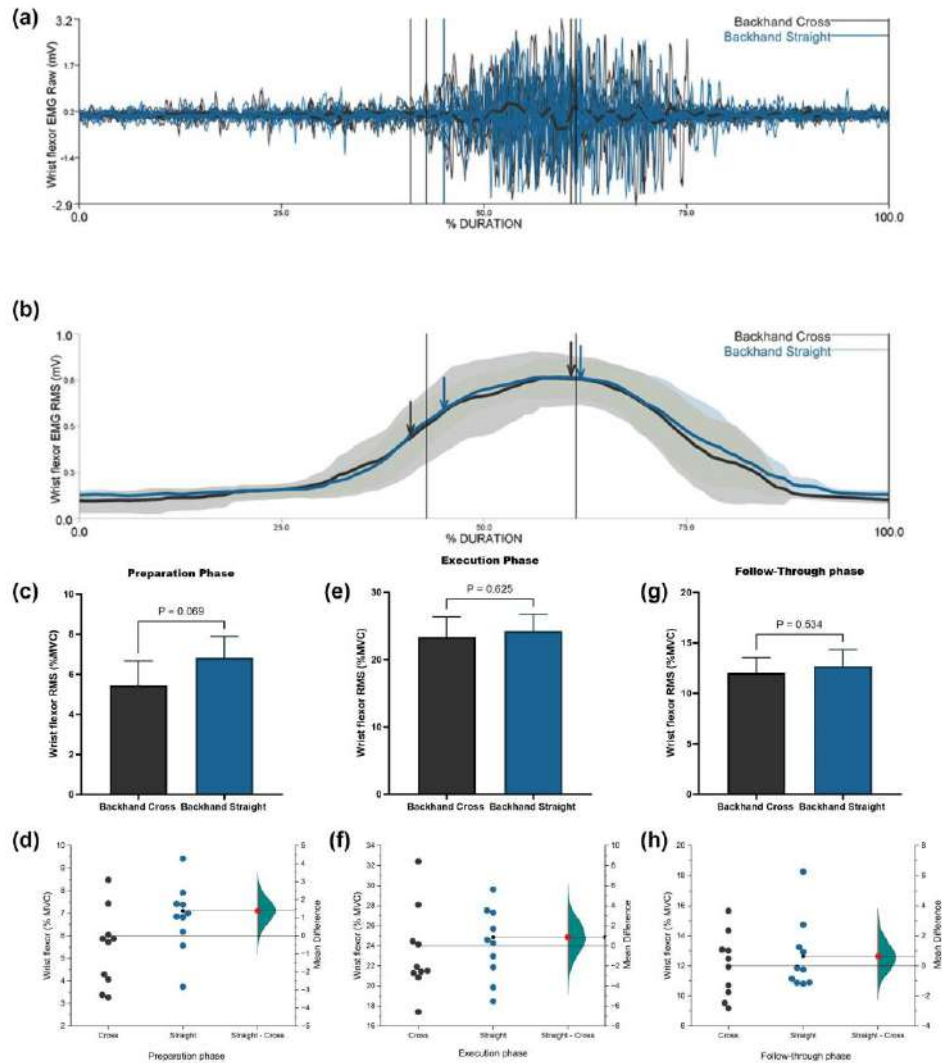 (a)
3.2
1.7
0.2
-1.4
-2.9
Wrist flexor EMG Raw (mV)
Backhand Cross
Backhand Straight
0.0
25.0
50.0
75.0
100.0
% DURATION
(b)
1.0
0.8
0.5
0.3
0.0
Wrist flexor EMG RMS (mV)
Backhand Cross
Backhand Straight
0.0
25.0
50.0
75.0
100.0
% DURATION
Preparation Phase
(c)
10
8
6
4
2
0
Wrist flexor RMS (%MVC)
P = 0.069
Backhand Cross
Backhand Straight
Execution Phase
(e)
30
20
10
0
Wrist flexor RMS (%MVC)
P = 0.625
Backhand Cross
Backhand Straight
Follow-Through phase
(g)
20
15
10
5
0
Wrist flexor RMS (%MVC)
P = 0.534
Backhand Cross
Backhand Straight
(d)
10
9
8
7
6
5
4
3
2
Wrist flexor (% MVC)
5
4
3
2
1
0
-1
-2
-3
-4
-5
Mean Difference
Cross
Straight
Straight - Cross
Preparation phase
(f)
34
32
30
28
26
24
22
20
18
16
Wrist flexor (% MVC)
10
8
6
4
2
0
-2
-4
-6
-8
Mean Difference
Cross
Straight
Straight - Cross
Execution phase
(h)
20
18
16
14
12
10
8
Wrist flexor (% MVC)
8
6
4
2
0
-2
-4
Mean Difference
Cross
Straight
Straight - Cross
Follow-through phase